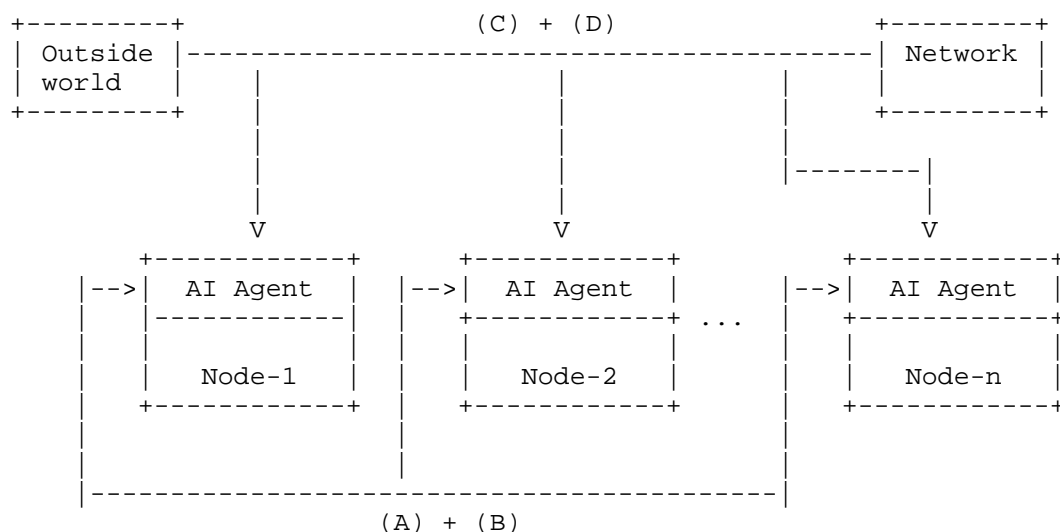 (C) + (D)
Outside Network
world
V V V
AI Agent AI Agent AI Agent
...
Node-1 Node-2 Node-n
(A) + (B)